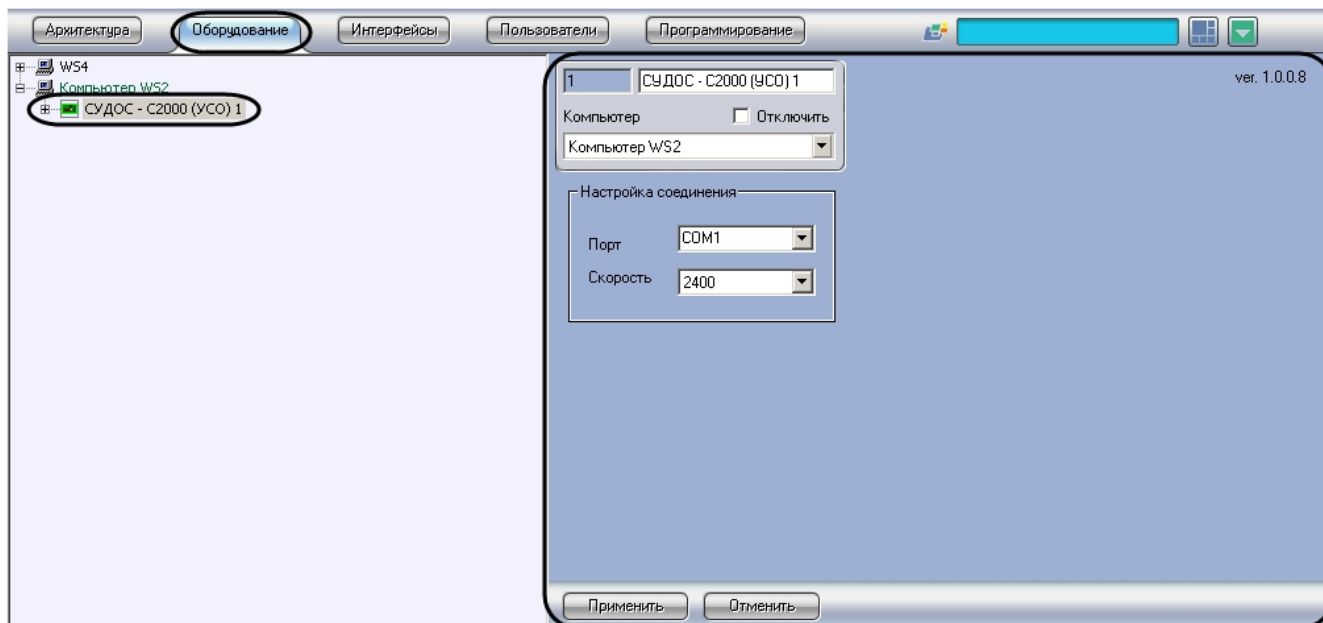 Архитектура Оборудование Интерфейсы Пользователи Программирование
WS4
Компьютер WS2
СУДОС - С2000 (УСО) 1
1 СУДОС - С2000 (УСО) 1
ver. 1.0.0.8
Компьютер Отключить
Компьютер WS2
Настройка соединения
Порт COM1
Скорость 2400
Применить Отменить